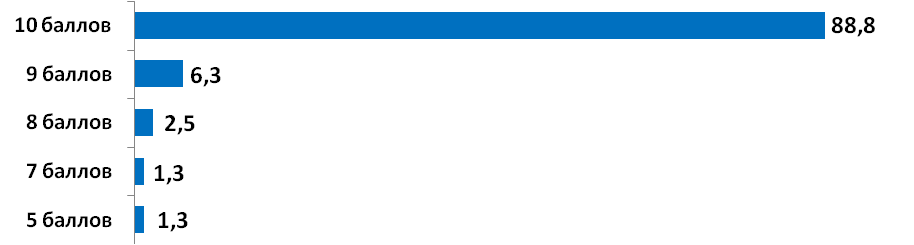 10 баллов 88,8
9 баллов 6,3
8 баллов 2,5
7 баллов 1,3
5 баллов 1,3